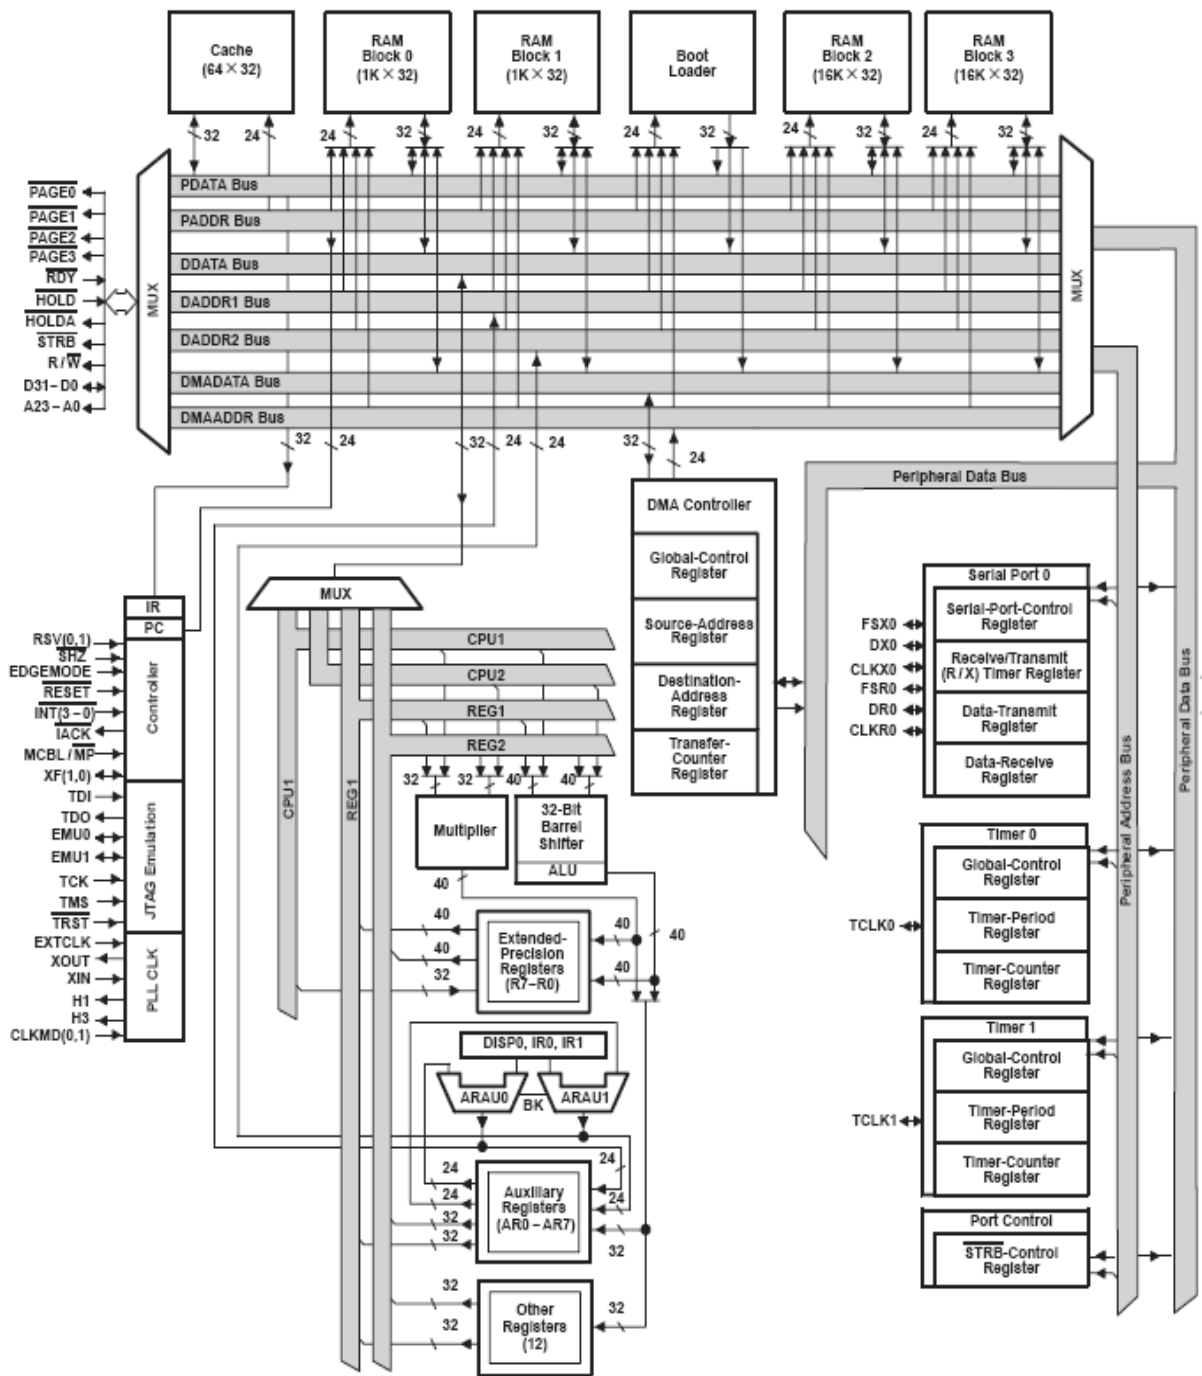 Cache
(64 × 32)
RAM
Block 0
(1K × 32)
RAM
Block 1
(1K × 32)
Boot
Loader
RAM
Block 2
(16K × 32)
RAM
Block 3
(16K × 32)
32
24
24
32
24
32
24
32
24
32
24
32
MUX
PDATA Bus
PADDR Bus
DDATA Bus
DADDR1 Bus
DADDR2 Bus
DMADATA Bus
DMAADDR Bus
MUX
PAGE0
PAGE1
PAGE2
PAGE3
RDY
HOLD
HOLDA
STRB
R/W
D31–D0
A23–A0
32
24
32
24
24
32
24
Peripheral Data Bus
DMA Controller
Global-Control
Register
Source-Address
Register
Destination-
Address
Register
Transfer-
Counter
Register
IR
PC
Controller
JTAG Emulation
PLL CLK
RSV(0,1)
SHZ
EDGEMODE
RESET
INT(3–0)
IACK
MCBL/MP
XF(1,0)
TDI
TDO
EMU0
EMU1
TCK
TMS
TRST
EXTCLK
XOUT
XIN
H1
H3
CLKMD(0,1)
MUX
CPU1
CPU2
REG1
REG2
CPU1
REG1
32
32
40
40
Multiplier
32-Bit
Barrel
Shifter
ALU
40
40
40
32
Extended-
Precision
Registers
(R7–R0)
40
40
40
DISP0, IR0, IR1
ARAU0
BK
ARAU1
24
24
32
32
Auxiliary
Registers
(AR0–AR7)
24
24
32
32
32
Other
Registers
(12)
32
Serial Port 0
Serial-Port-Control
Register
Receive/Transmit
(R/X) Timer Register
Data-Transmit
Register
Data-Receive
Register
FSX0
DX0
CLKX0
FSR0
DR0
CLKR0
Timer 0
Global-Control
Register
Timer-Period
Register
Timer-Counter
Register
TCLK0
Timer 1
Global-Control
Register
Timer-Period
Register
Timer-Counter
Register
TCLK1
Port Control
STRB-Control
Register
Peripheral Address Bus
Peripheral Data Bus